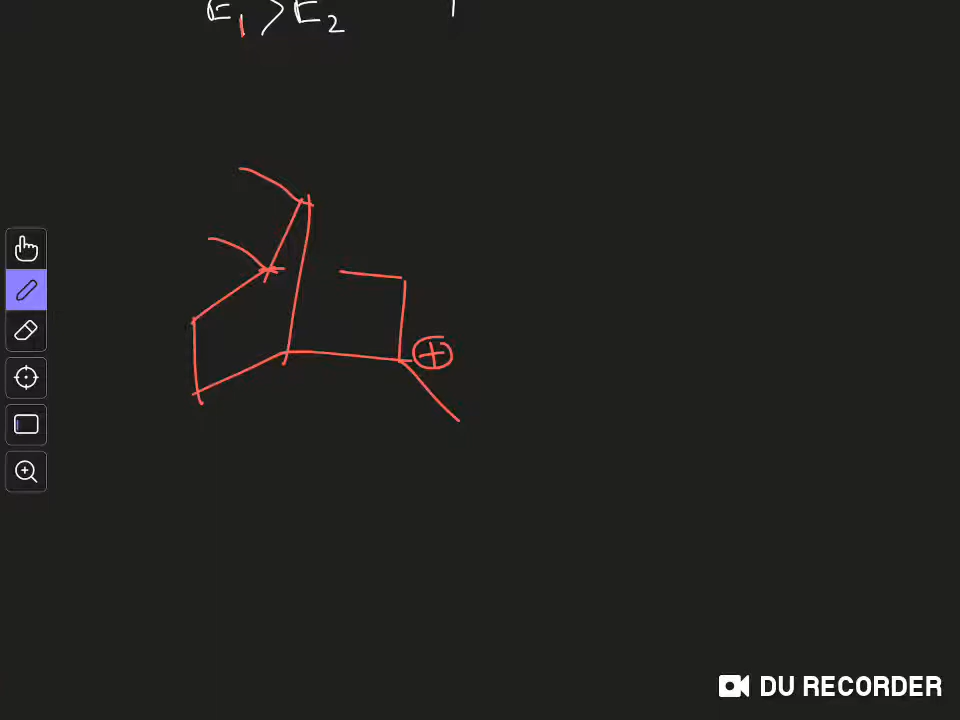 E₁ > E₂
⊕
DU RECORDER